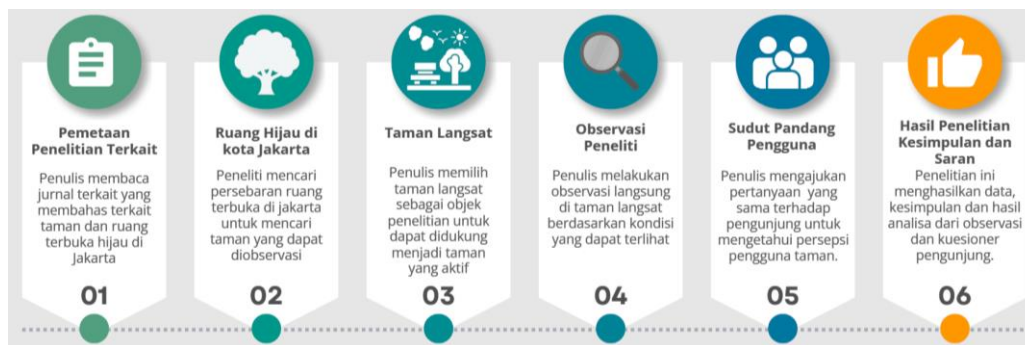 Pemetaan
Penelitian Terkait
Penulis membaca
jurnal terkait yang
membahas terkait
taman dan ruang
terbuka hijau di
Jakarta
01
Ruang Hijau di
kota Jakarta
Peneliti mencari
persebaran ruang
terbuka di jakarta
untuk mencari
taman yang dapat
diobservasi
02
Taman Langsat
Penulis memilih
taman langsat
sebagai objek
penelitian untuk
dapat didukung
menjadi taman
yang aktif
03
Observasi
Peneliti
Penulis melakukan
observasi langsung
di taman langsat
berdasarkan kondisi
yang dapat terlihat
04
Sudut Pandang
Pengguna
Penulis mengajukan
pertanyaan yang
sama terhadap
pengunjung untuk
mengetahui persepsi
pengguna taman.
05
Hasil Penelitian
Kesimpulan dan
Saran
Penelitian ini
menghasilkan data,
kesimpulan dan hasil
analisa dari observasi
dan kuesioner
pengunjung.
06